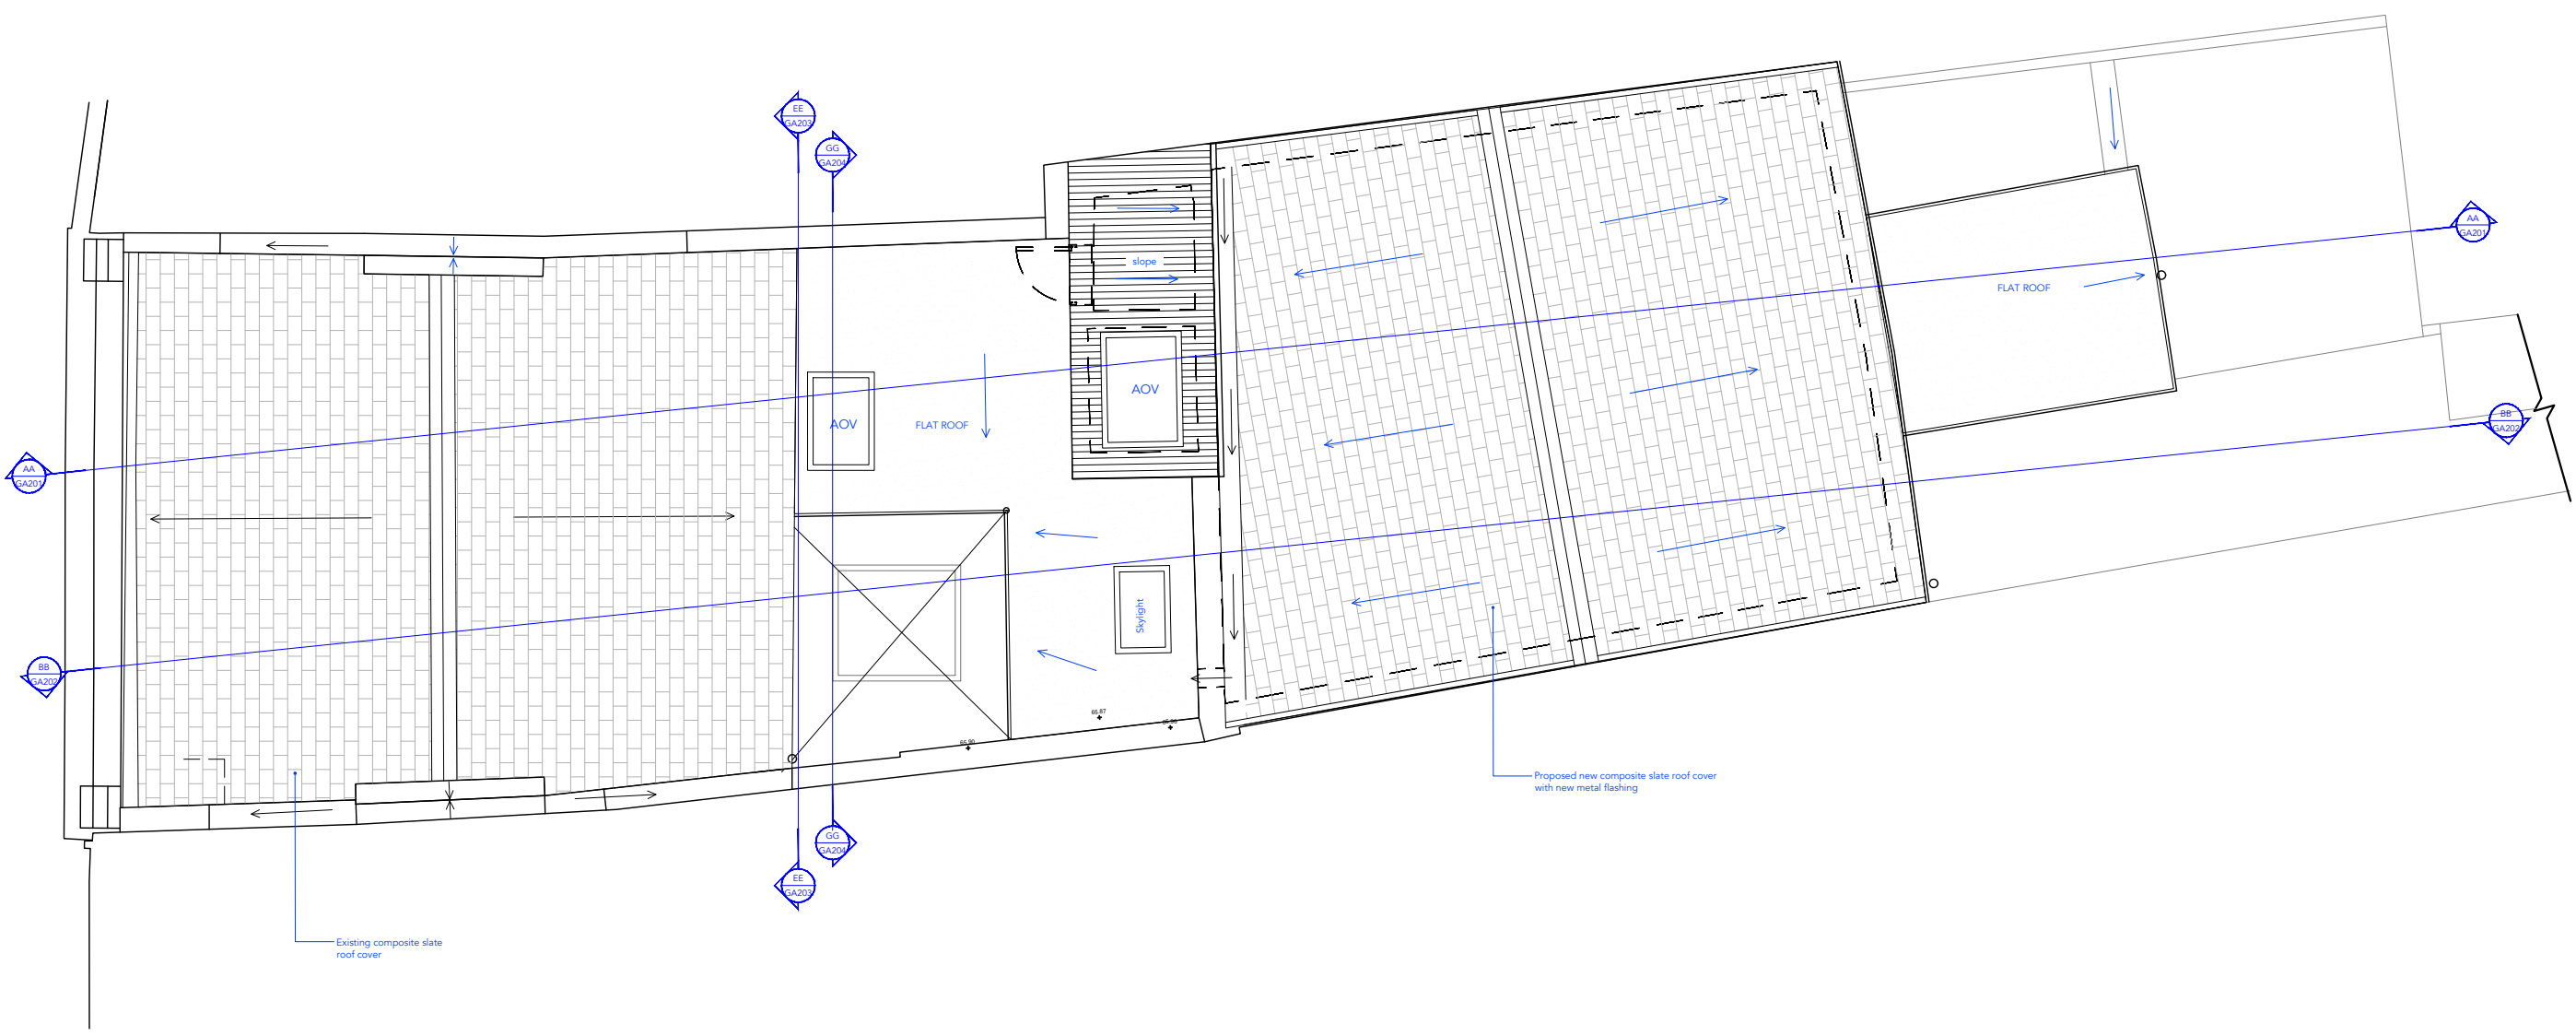 EE
GA203
GG
GA204
AA
GA201
slope
FLAT ROOF
AOV
AOV
FLAT ROOF
BB
GA202
AA
GA201
Skylight
BB
GA202
65.87
65.90
Proposed new composite slate roof cover
with new metal flashing
GG
GA204
EE
GA203
Existing composite slate
roof cover